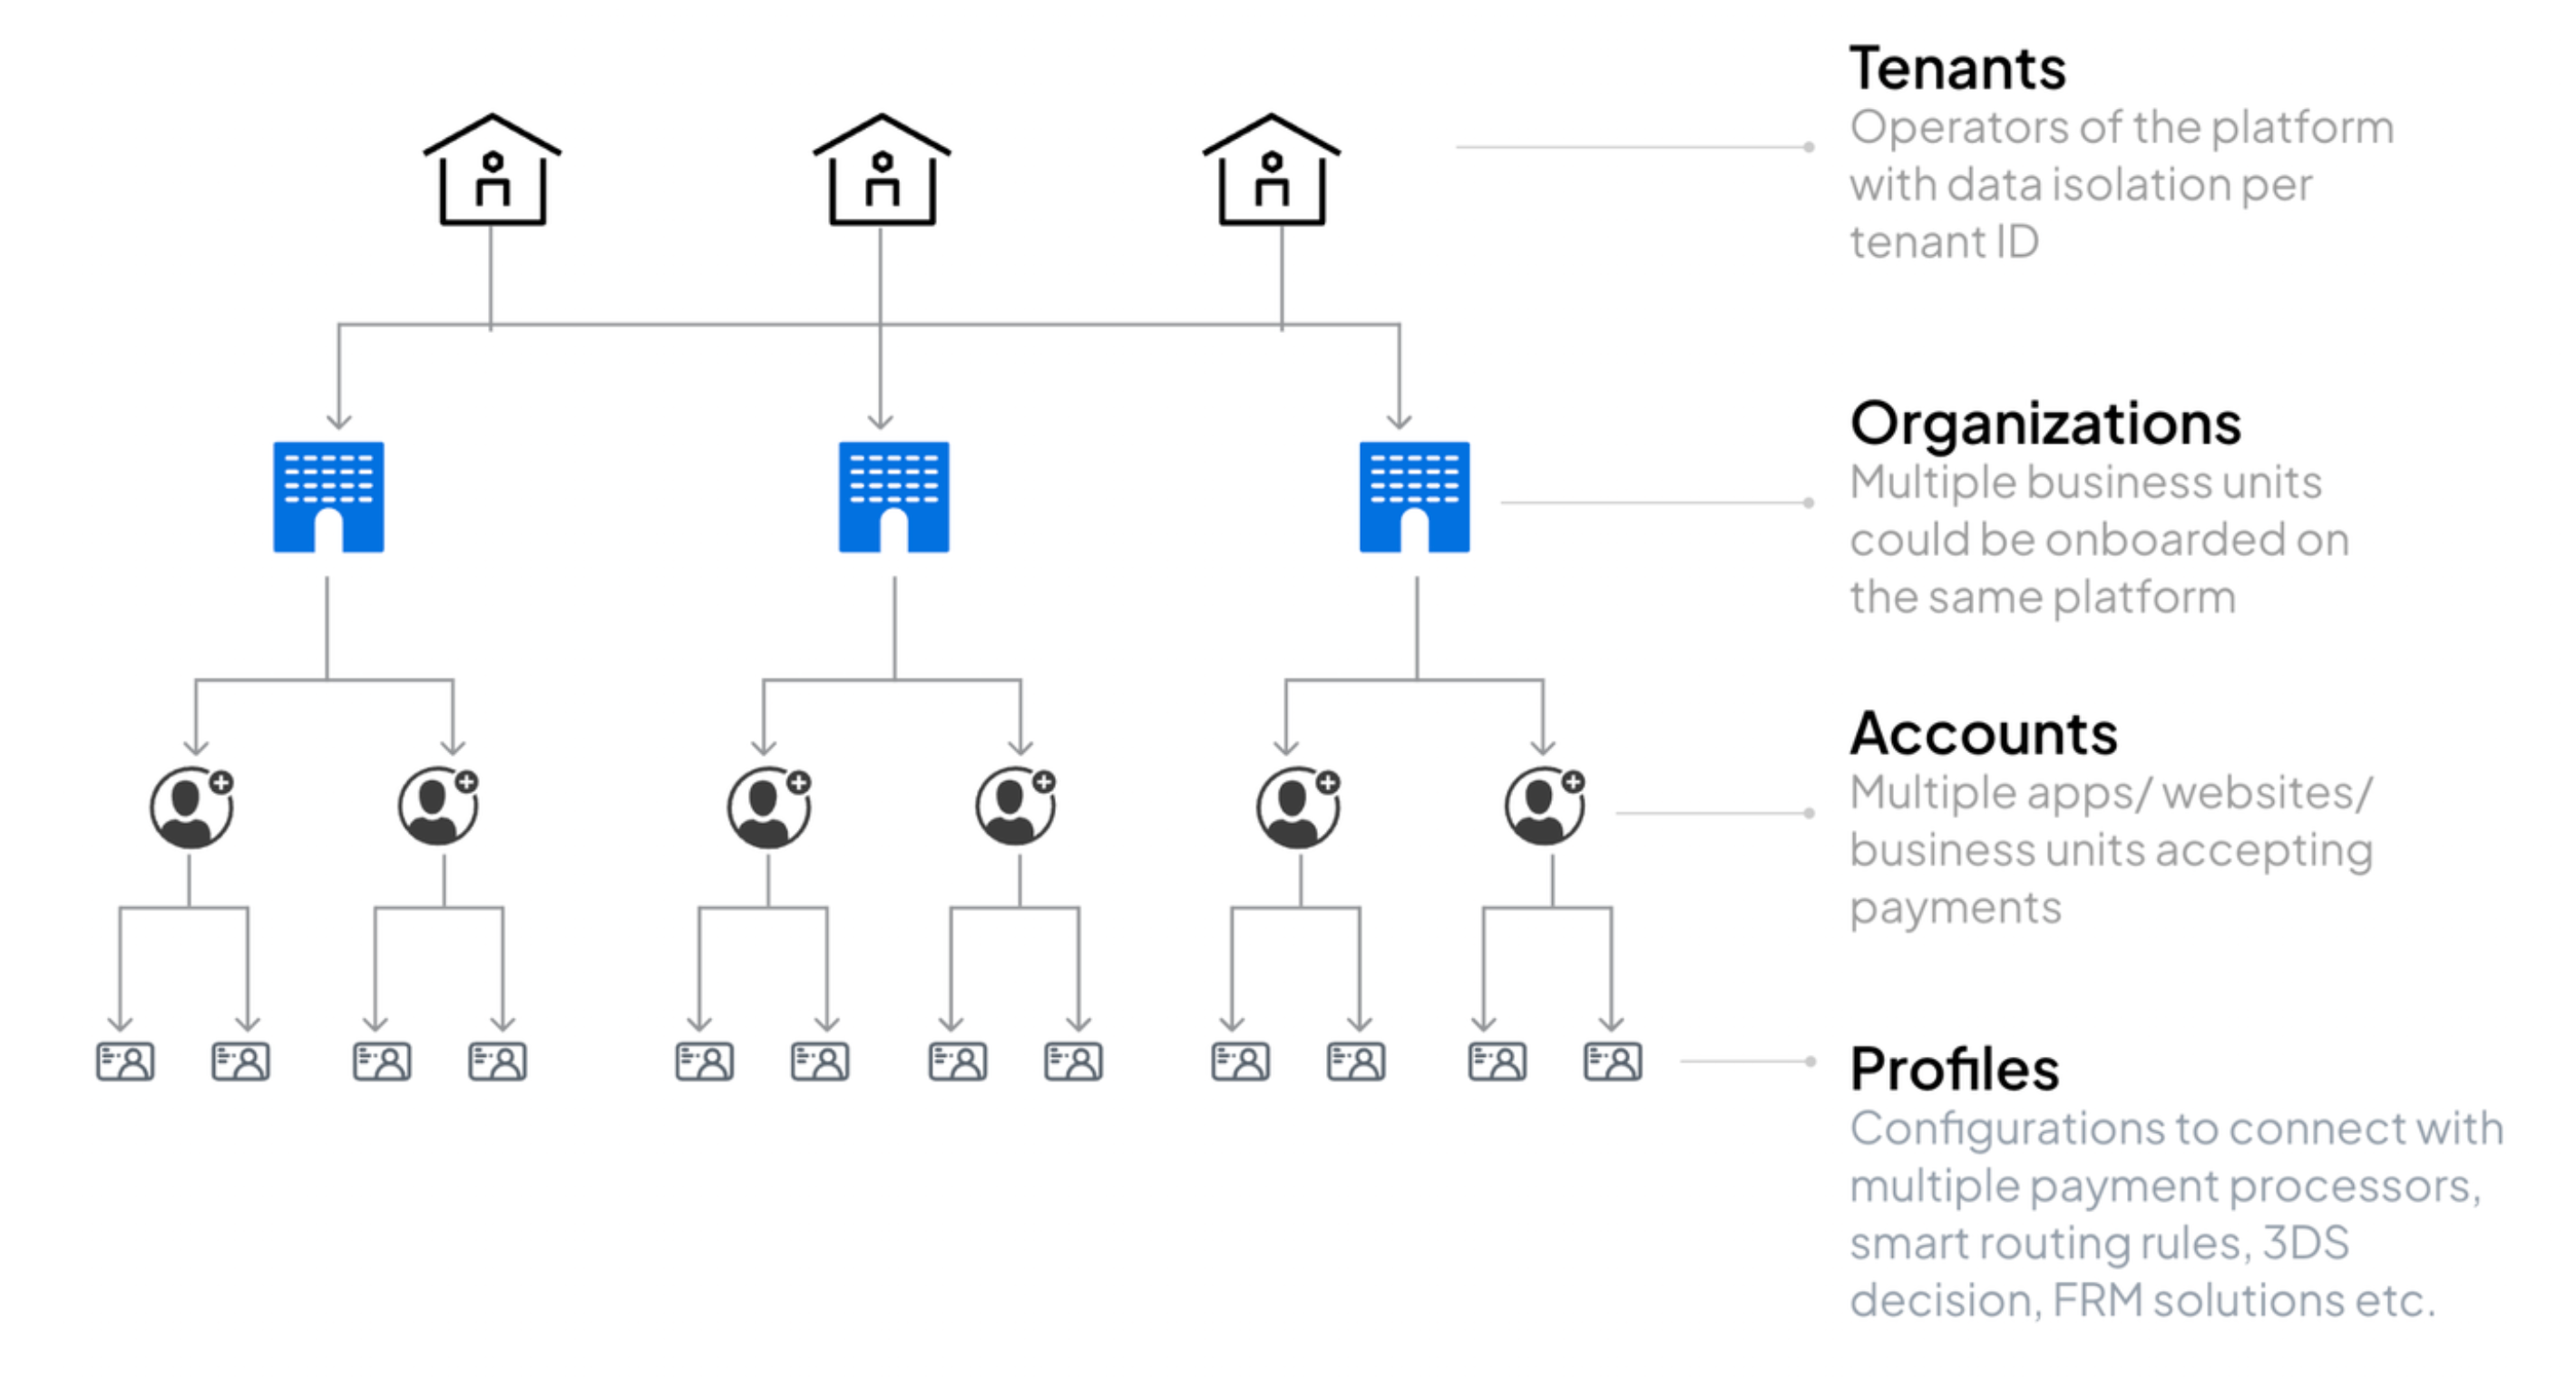 Tenants
Operators of the platform
with data isolation per
tenant ID
Organizations
Multiple business units
could be onboarded on
the same platform
Accounts
Multiple apps/ websites/
business units accepting
payments
Profiles
Configurations to connect with
multiple payment processors,
smart routing rules, 3DS
decision, FRM solutions etc.